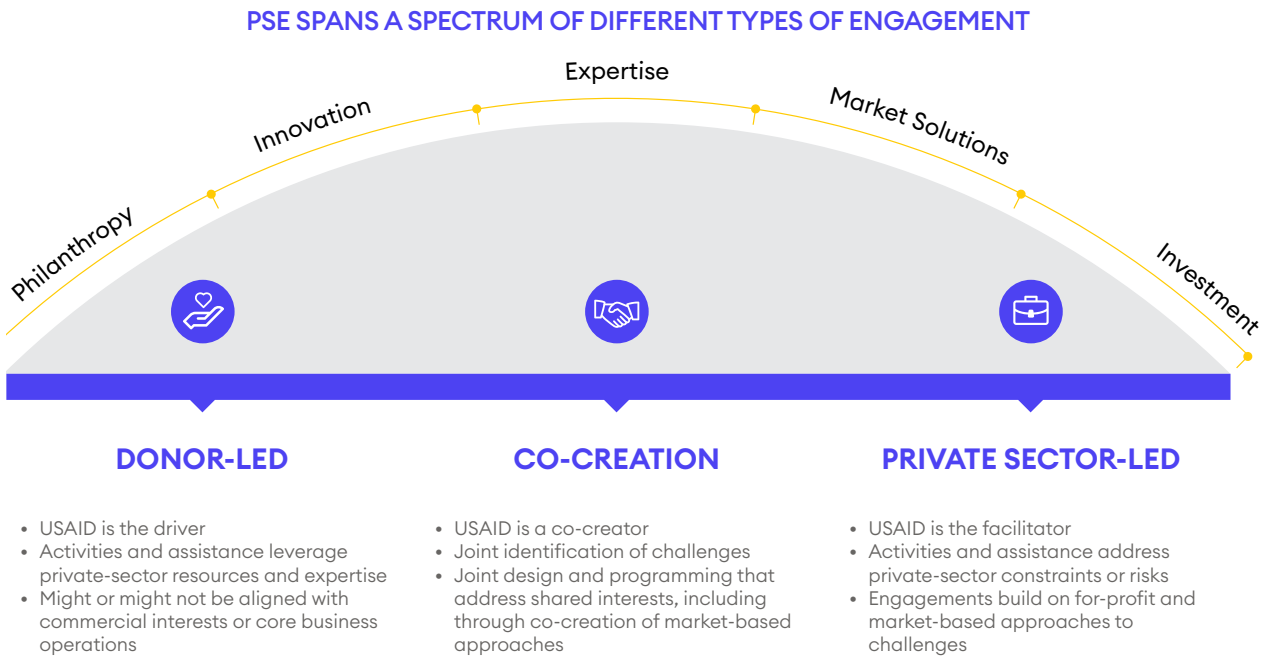 PSE SPANS A SPECTRUM OF DIFFERENT TYPES OF ENGAGEMENT
Philanthropy
Innovation
Expertise
Market Solutions
Investment
DONOR-LED
• USAID is the driver
• Activities and assistance leverage
private-sector resources and expertise
• Might or might not be aligned with
commercial interests or core business
operations
CO-CREATION
• USAID is a co-creator
• Joint identification of challenges
• Joint design and programming that
address shared interests, including
through co-creation of market-based
approaches
PRIVATE SECTOR-LED
• USAID is the facilitator
• Activities and assistance address
private-sector constraints or risks
• Engagements build on for-profit and
market-based approaches to
challenges